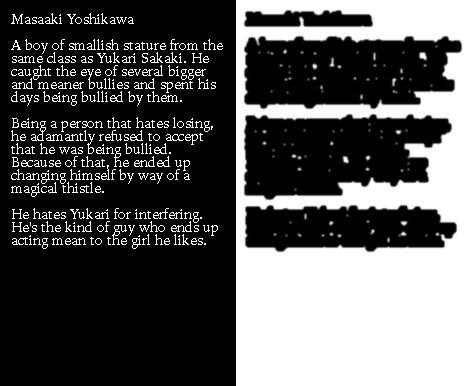 Masaaki Yoshikawa
A boy of smallish stature from the
same class as Yukari Sakaki. He
caught the eye of several bigger
and meaner bullies and spent his
days being bullied by them.
Being a person that hates losing,
he adamantly refused to accept
that he was being bullied.
Because of that, he ended up
changing himself by way of a
magical thistle.
He hates Yukari for interfering.
He's the kind of guy who ends up
acting mean to the girl he likes.